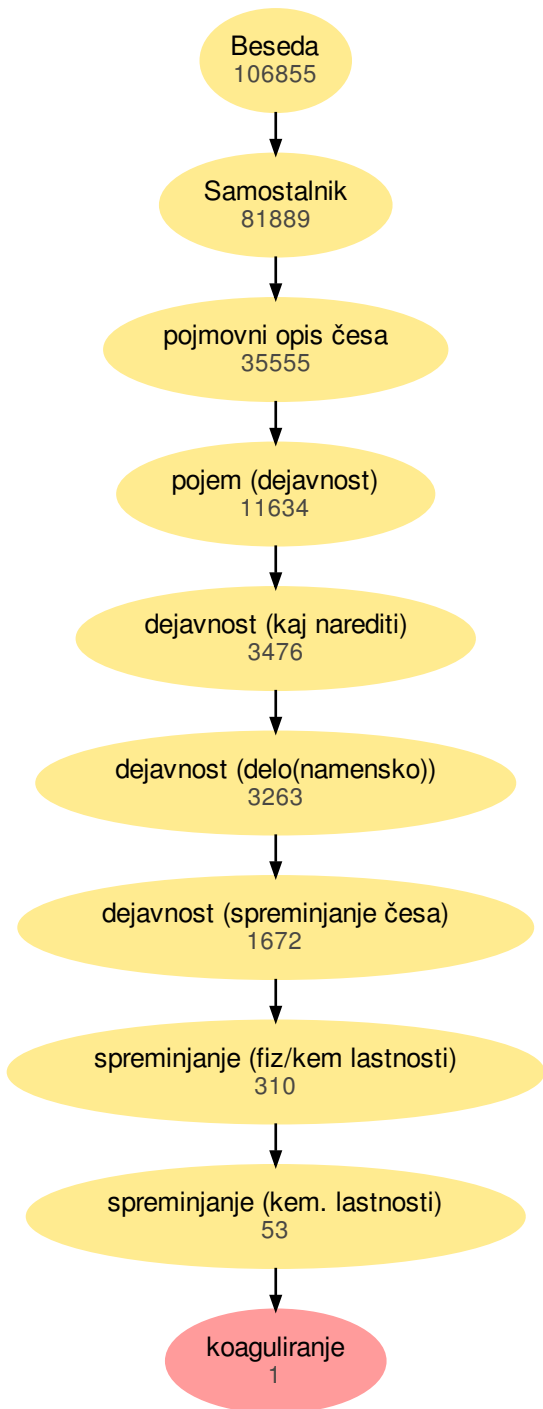 Beseda
106855
Samostalnik
81889
pojmovni opis česa
35555
pojem (dejavnost)
11634
dejavnost (kaj narediti)
3476
dejavnost (delo(namensko))
3263
dejavnost (spreminjanje česa)
1672
spreminjanje (fiz/kem lastnosti)
310
spreminjanje (kem. lastnosti)
53
koaguliranje
1